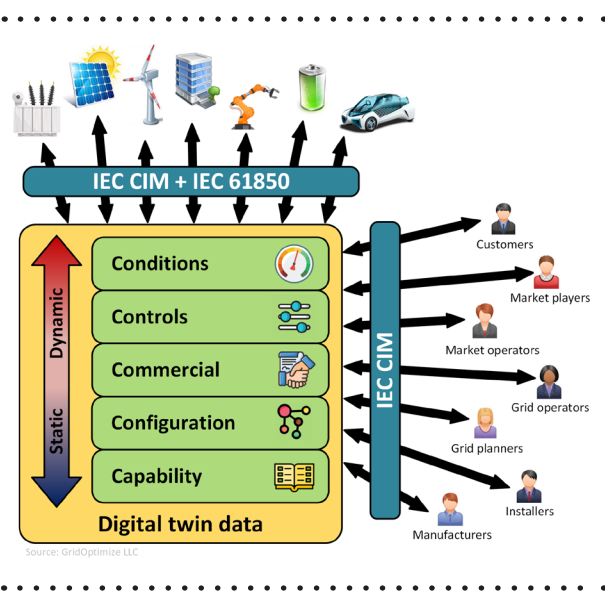 IEC CIM + IEC 61850
Dynamic
Static
Conditions
Controls
Commercial
Configuration
Capability
Digital twin data
IEC CIM
Customers
Market players
Market operators
Grid operators
Grid planners
Installers
Manufacturers
Source: GridOptimize LLC